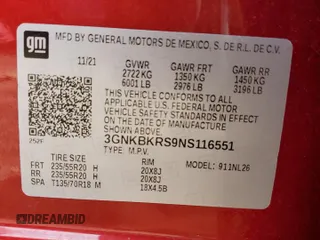 gm
MFD BY GENERAL MOTORS DE MEXICO, S. DE R.L. DE C.V.
11/21 GVWR GAWR FRT GAWR RR
2722 KG 1350 KG 1450 KG
6001 LB 2976 LB 3196 LB
THIS VEHICLE CONFORMS TO ALL APPLICABLE U.S. FEDERAL MOTOR VEHICLE SAFETY STANDARDS IN EFFECT ON THE DATE OF MANUFACTURE SHOWN ABOVE.
252F
3GNKBKRS9NS116551
TYPE: M.P.V. MODEL: 911NL26
TIRE SIZE RIM
FRT 235/55R20 H 20X8J
RR 235/55R20 H 20X8J
SPA T135/70R18 M 18X4.5B
DREAMBID